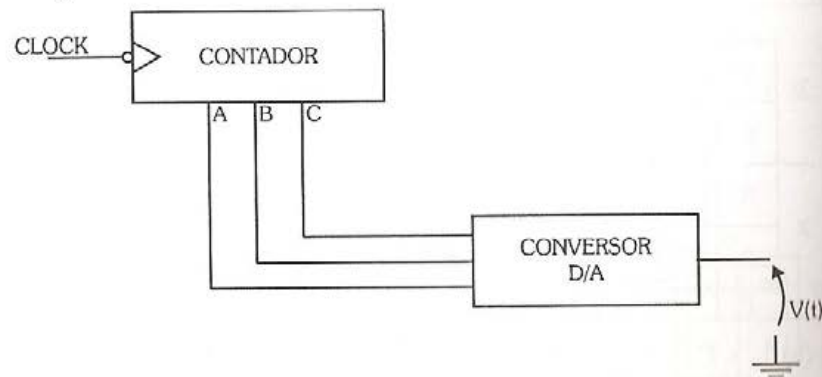 CLOCK
CONTADOR
A B C
CONVERSOR
D/A
V(t)